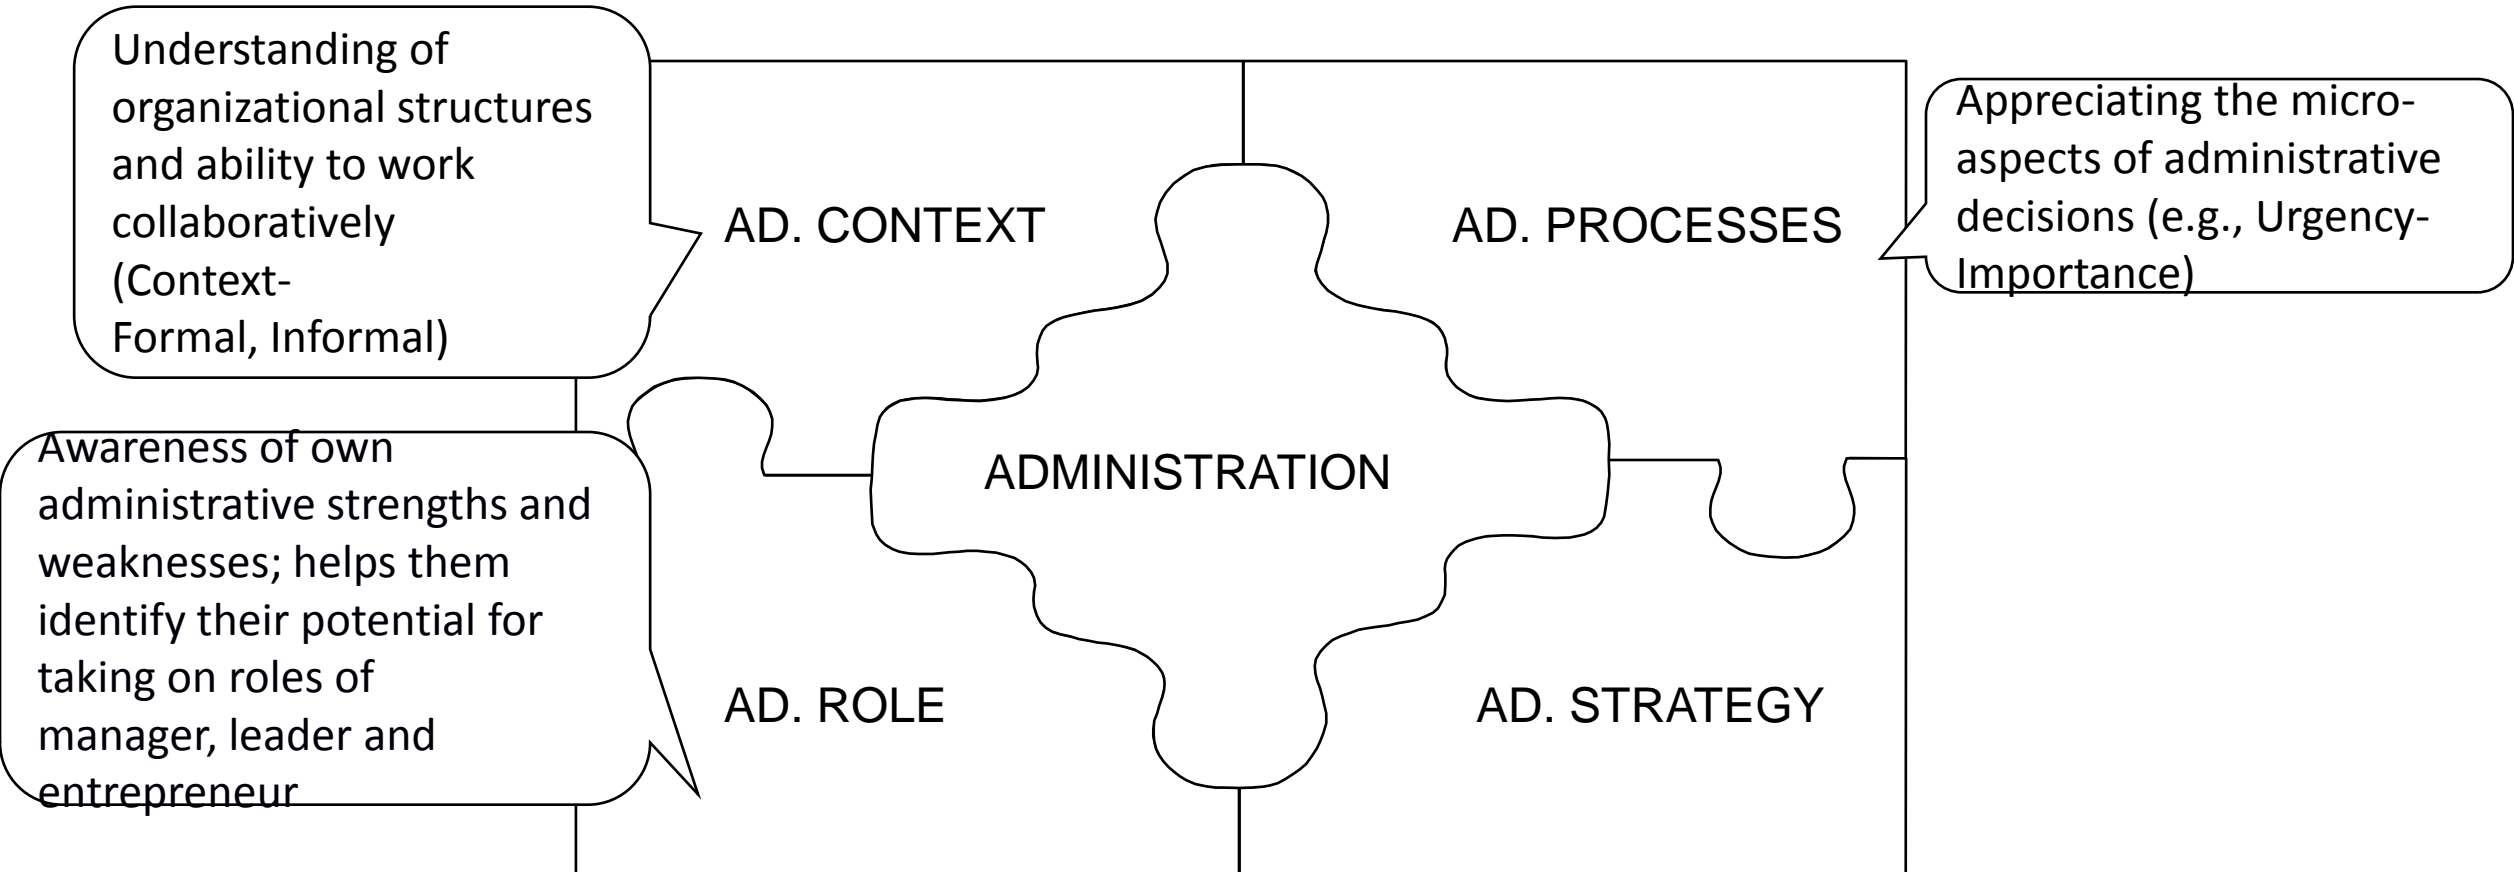 Understanding of
organizational structures
and ability to work
collaboratively
(Context-
Formal, Informal)
AD. CONTEXT
AD. PROCESSES
Appreciating the micro-
aspects of administrative
decisions (e.g., Urgency-
Importance)
ADMINISTRATION
Awareness of own
administrative strengths and
weaknesses; helps them
identify their potential for
taking on roles of
manager, leader and
entrepreneur
AD. ROLE
AD. STRATEGY